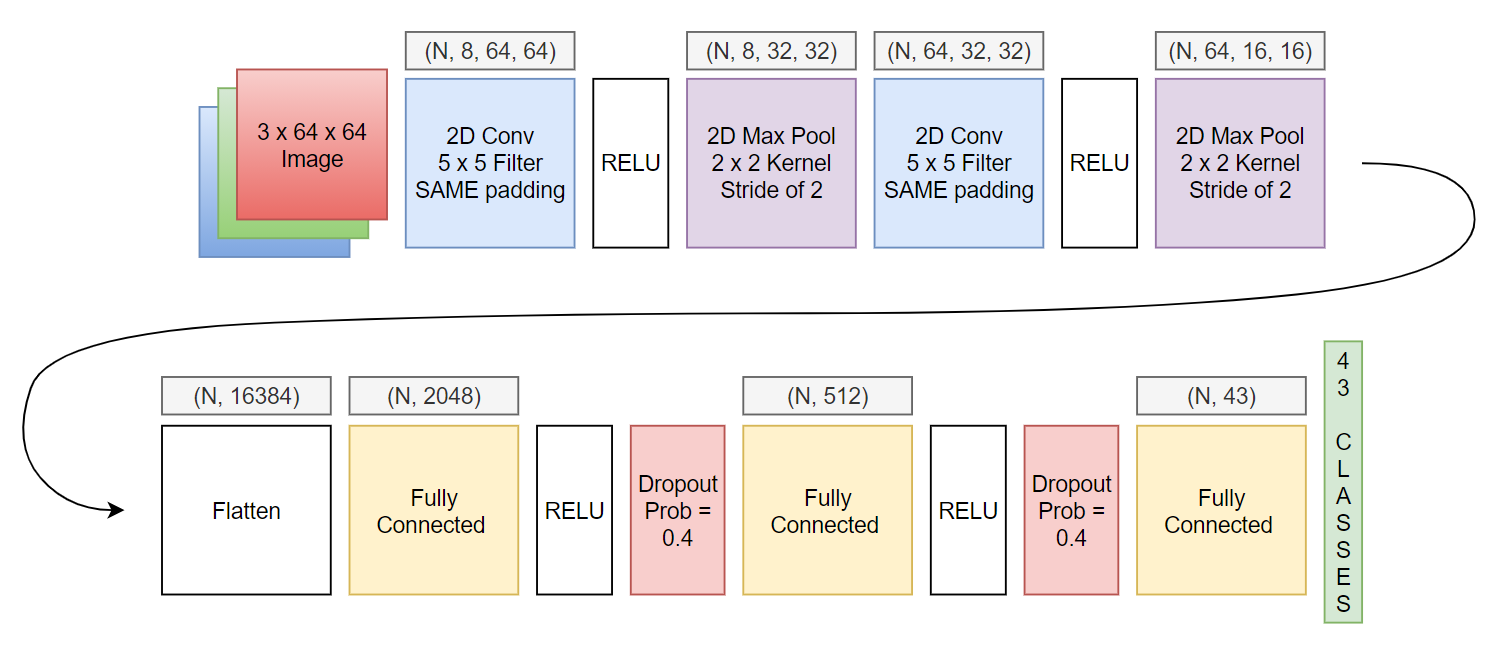 (N, 8, 64, 64)
(N, 8, 32, 32)
(N, 64, 32, 32)
(N, 64, 16, 16)
3 x 64 x 64
Image
2D Conv
5 x 5 Filter
SAME padding
RELU
2D Max Pool
2 x 2 Kernel
Stride of 2
2D Conv
5 x 5 Filter
SAME padding
RELU
2D Max Pool
2 x 2 Kernel
Stride of 2
(N, 16384)
(N, 2048)
(N, 512)
(N, 43)
Flatten
Fully
Connected
RELU
Dropout
Prob =
0.4
Fully
Connected
RELU
Dropout
Prob =
0.4
Fully
Connected
43 CLASSES